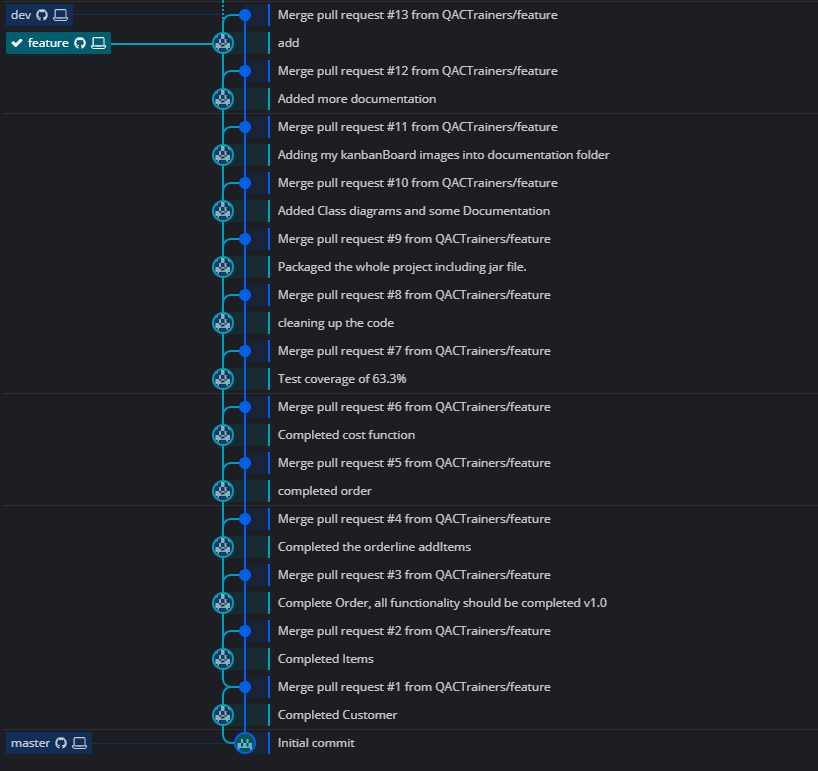 dev Merge pull request #13 from QACTrainers/feature
feature add
Merge pull request #12 from QACTrainers/feature
Added more documentation
Merge pull request #11 from QACTrainers/feature
Adding my kanbanBoard images into documentation folder
Merge pull request #10 from QACTrainers/feature
Added Class diagrams and some Documentation
Merge pull request #9 from QACTrainers/feature
Packaged the whole project including jar file.
Merge pull request #8 from QACTrainers/feature
cleaning up the code
Merge pull request #7 from QACTrainers/feature
Test coverage of 63.3%
Merge pull request #6 from QACTrainers/feature
Completed cost function
Merge pull request #5 from QACTrainers/feature
completed order
Merge pull request #4 from QACTrainers/feature
Completed the orderline addItems
Merge pull request #3 from QACTrainers/feature
Complete Order, all functionality should be completed v1.0
Merge pull request #2 from QACTrainers/feature
Completed Items
Merge pull request #1 from QACTrainers/feature
Completed Customer
master Initial commit